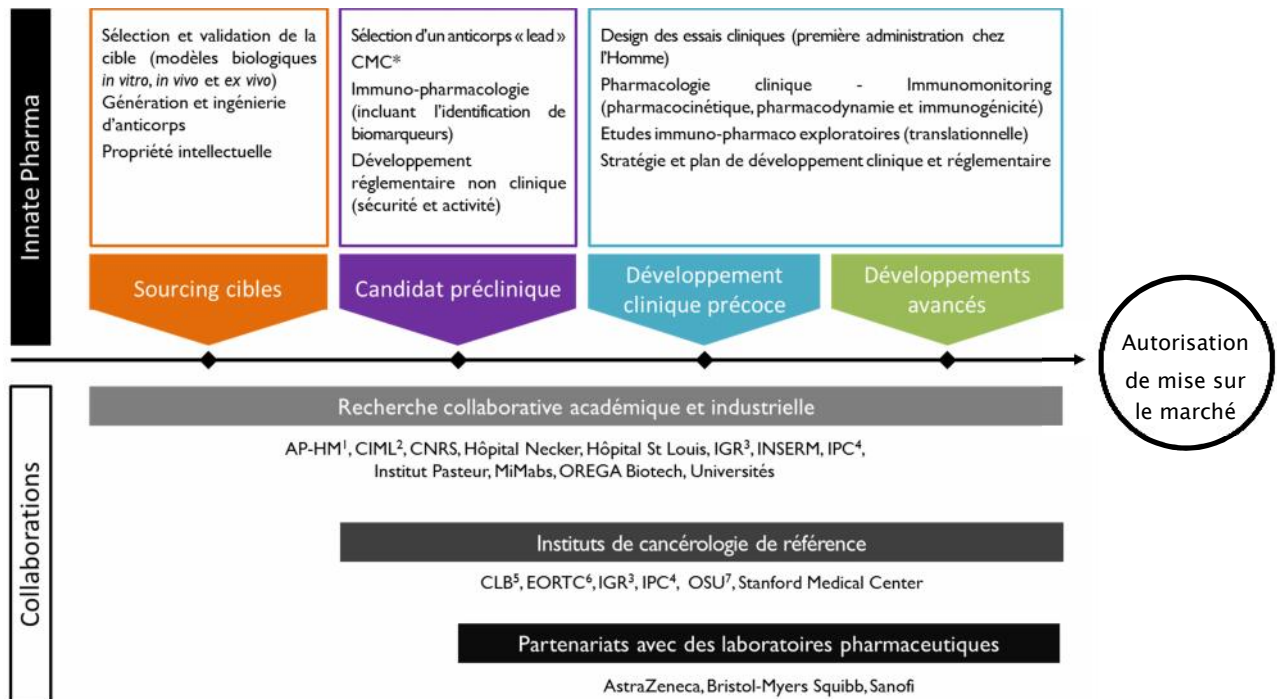 Innate Pharma
Sélection et validation de la
cible (modèles biologiques
in vitro, in vivo et ex vivo)
Génération et ingénierie
d'anticorps
Propriété intellectuelle
Sélection d'un anticorps « lead »
CMC*
Immuno-pharmacologie
(incluant l'identification de
biomarqueurs)
Développement
réglementaire non clinique
(sécurité et activité)
Design des essais cliniques (première administration chez
l'Homme)
Pharmacologie clinique - Immunomonitoring
(pharmacocinétique, pharmacodynamie et immunogénicité)
Etudes immuno-pharmaco exploratoires (translationnelle)
Stratégie et plan de développement clinique et réglementaire
Sourcing cibles
Candidat préclinique
Développement
clinique précoce
Développements
avancés
Autorisation
de mise sur
le marché
Collaborations
Recherche collaborative académique et industrielle
AP-HM¹, CIML², CNRS, Hôpital Necker, Hôpital St Louis, IGR³, INSERM, IPC⁴,
Institut Pasteur, MiMabs, OREGA Biotech, Universités
Instituts de cancérologie de référence
CLB⁵, EORTC⁶, IGR³, IPC⁴, OSU⁷, Stanford Medical Center
Partenariats avec des laboratoires pharmaceutiques
AstraZeneca, Bristol-Myers Squibb, Sanofi